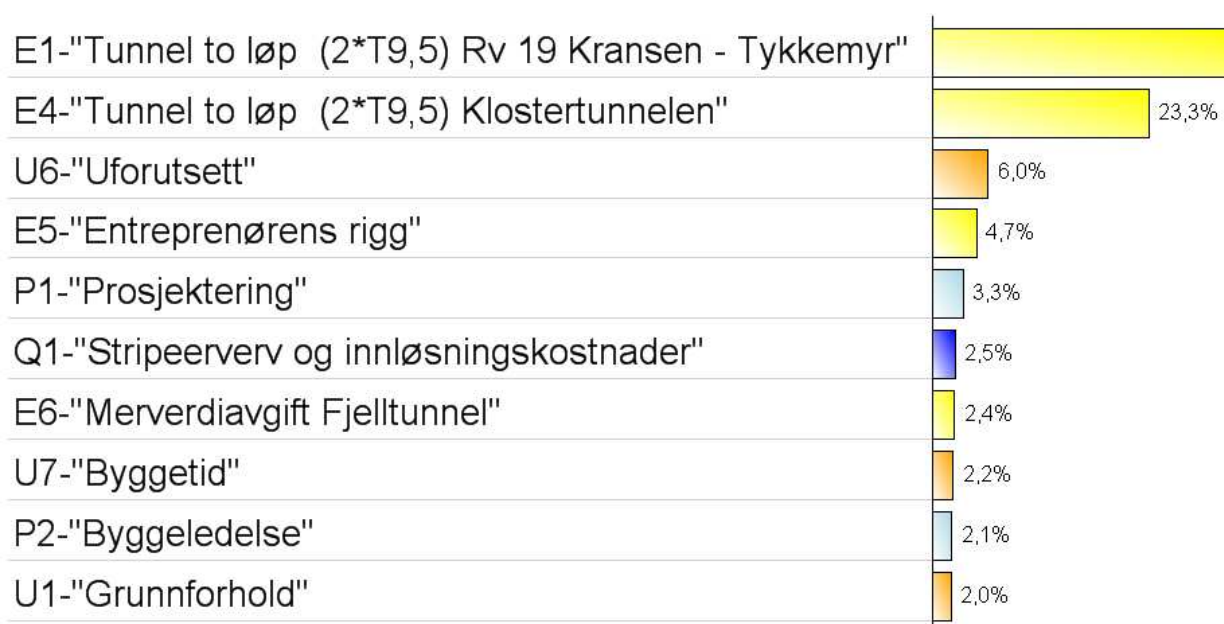 E1-"Tunnel to løp  (2*T9,5) Rv 19 Kransen - Tykkemyr"
E4-"Tunnel to løp  (2*T9,5) Klostertunnelen" 23,3%
U6-"Uforutsett" 6,0%
E5-"Entreprenørens rigg" 4,7%
P1-"Prosjektering" 3,3%
Q1-"Stripeerverv og innløsningskostnader" 2,5%
E6-"Merverdiavgift Fjelltunnel" 2,4%
U7-"Byggetid" 2,2%
P2-"Byggeledelse" 2,1%
U1-"Grunnforhold" 2,0%